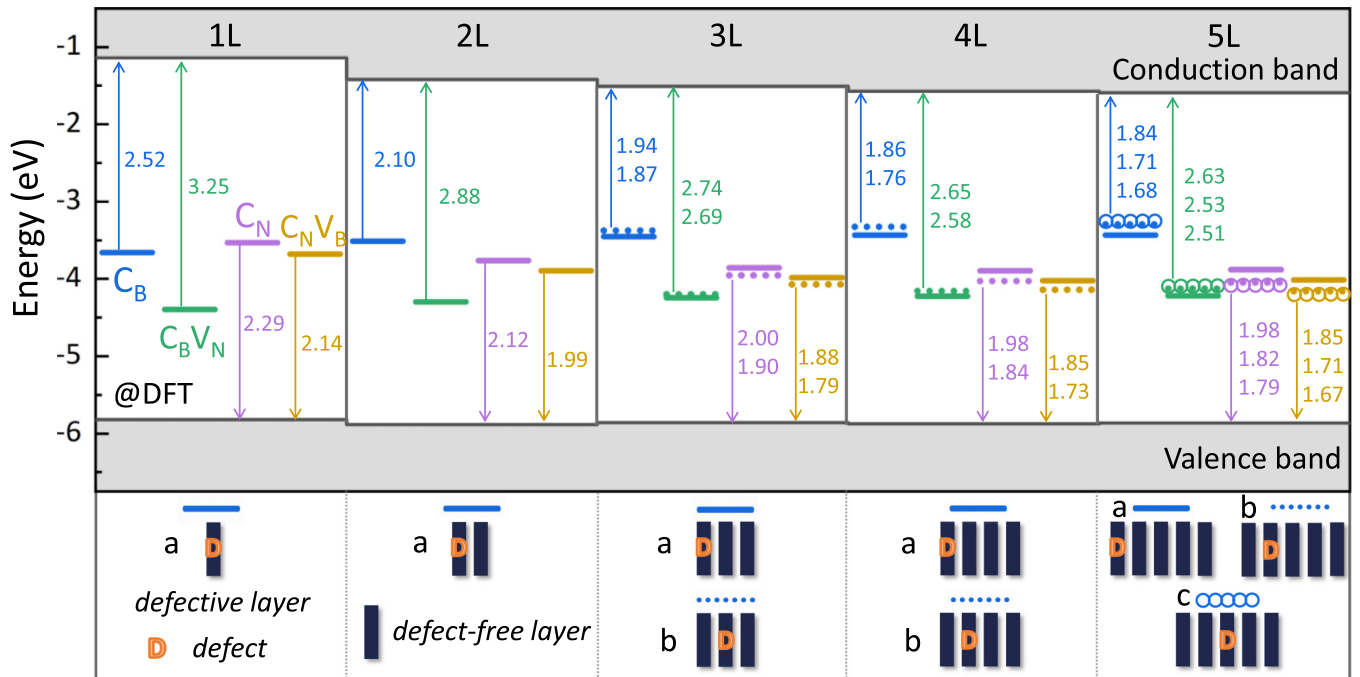 1L 2L 3L 4L 5L
Conduction band
Energy (eV)
-1
-2
-3
-4
-5
-6
2.52
3.25
C_B
C_BV_N
C_N
C_NV_B
2.29
2.14
@DFT
2.10
2.88
2.12
1.99
1.94
1.87
2.74
2.69
2.00
1.90
1.88
1.79
1.86
1.76
2.65
2.58
1.98
1.84
1.85
1.73
1.84
1.71
1.68
2.63
2.53
2.51
1.98
1.82
1.79
1.85
1.71
1.67
Valence band
a
D
defective layer
D defect
a
D
defect-free layer
a
D
b
D
a
D
b
D
a
D
b
D
c
D